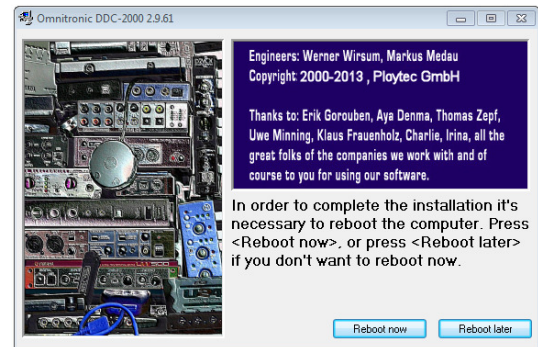 Omnitronic DDC-2000 2.9.61
Engineers: Werner Wirsum, Markus Medau
Copyright 2000-2013 , Ploytec GmbH
Thanks to: Erik Gorouben, Aya Denma, Thomas Zepf,
Uwe Minning, Klaus Frauenholz, Charlie, Irina, all the
great folks of the companies we work with and of
course to you for using our software.
In order to complete the installation it's
necessary to reboot the computer. Press
<Reboot now>, or press <Reboot later>
if you don't want to reboot now.
Reboot now
Reboot later